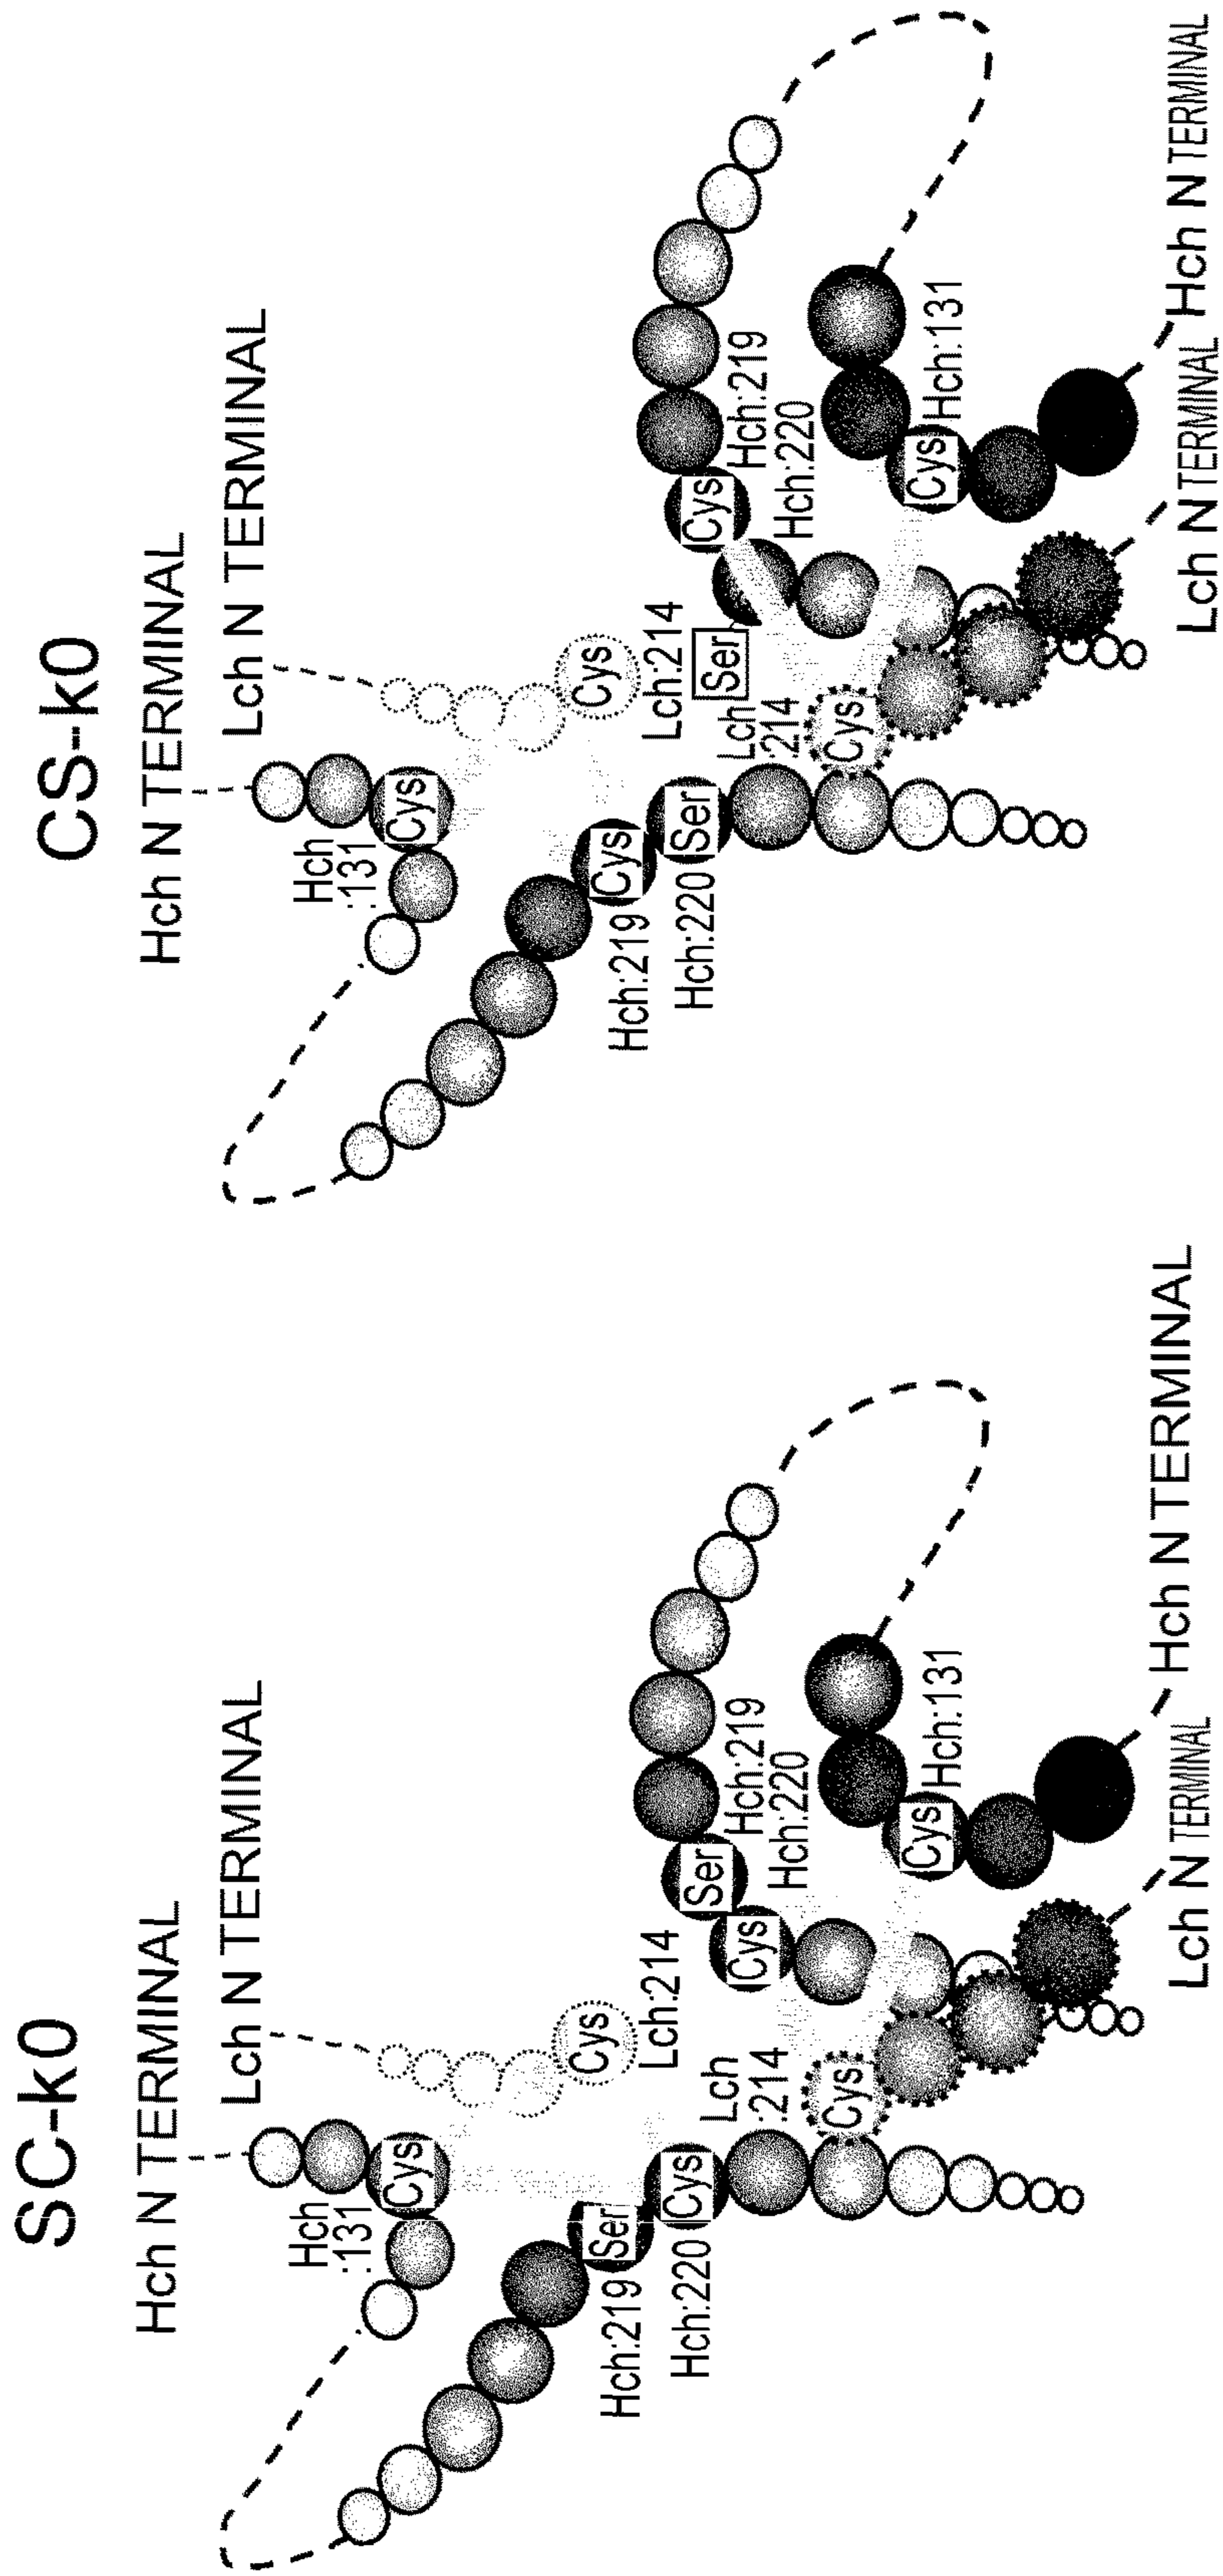 SC-k0
Hch N TERMINAL
Lch N TERMINAL
Hch
:131
Cys
Cys
Lch:214
Ser
Hch:219
Cys
Hch:220
Lch
:214
Cys
Ser
Cys
Hch:219
Hch:220
Cys
Hch:131
Lch N TERMINAL
Hch N TERMINAL
CS-k0
Hch N TERMINAL
Lch N TERMINAL
Hch
:131
Cys
Cys
Lch:214
Cys
Hch:219
Ser
Hch:220
Lch
:214
Cys
Ser
Cys
Hch:219
Hch:220
Cys
Hch:131
Lch N TERMINAL
Hch N TERMINAL